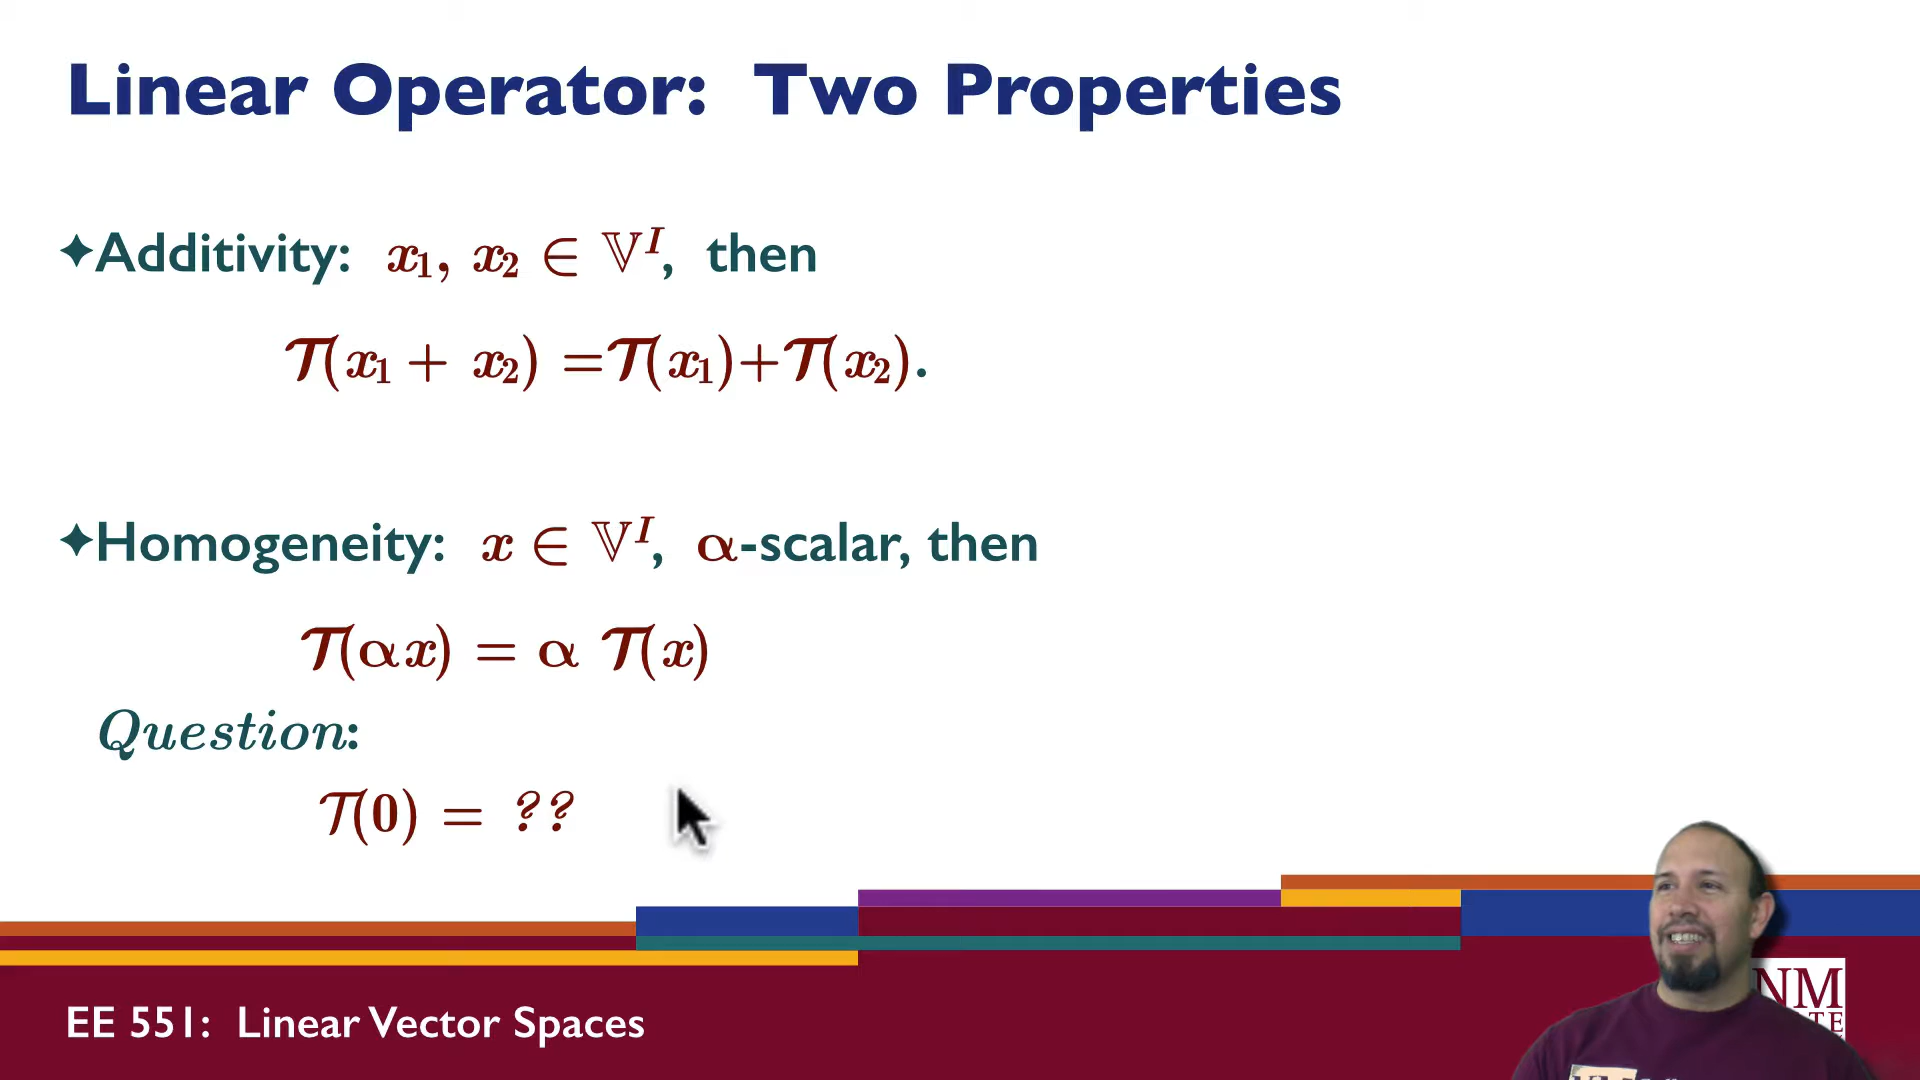 Linear Operator: Two Properties
✦Additivity: x₁, x₂ ∈ 𝕍ᴵ, then
𝒯(x₁ + x₂) =𝒯(x₁)+𝒯(x₂).
✦Homogeneity: x ∈ 𝕍ᴵ, α-scalar, then
𝒯(αx) = α 𝒯(x)
Question:
𝒯(0) = ??
NM
EE 551: Linear Vector Spaces